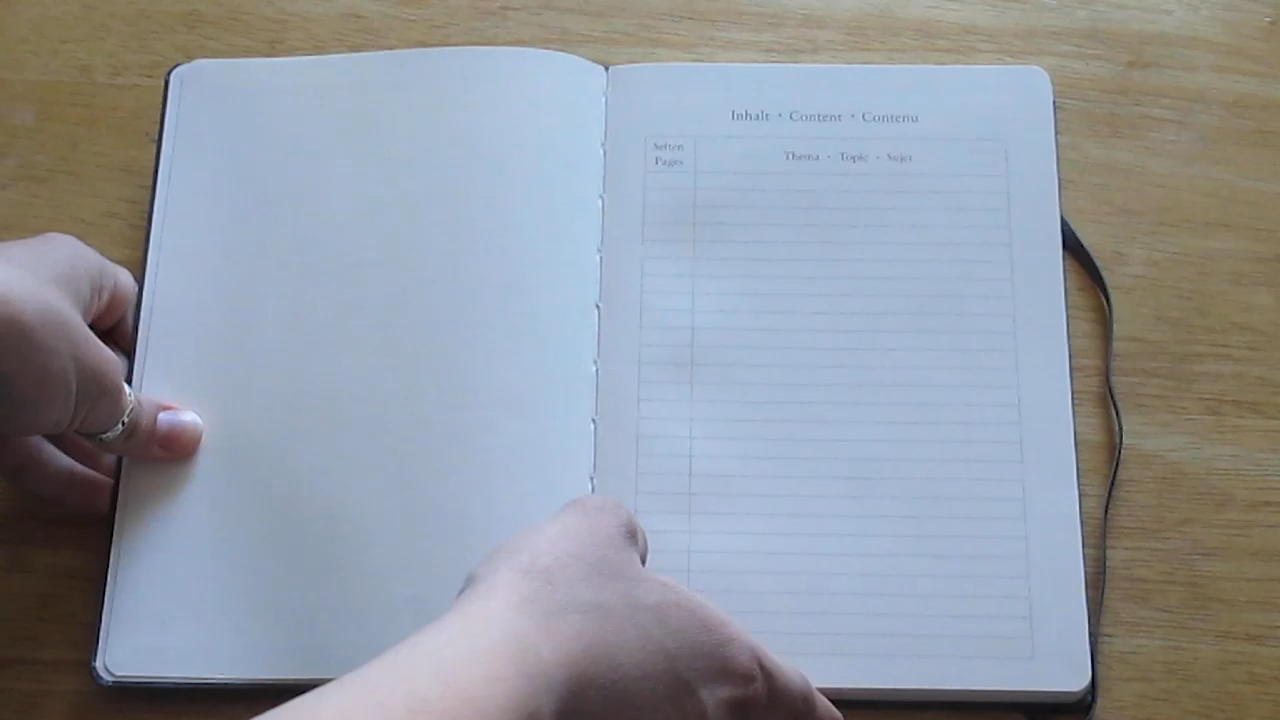 Inhalt · Content · Contenu
Seiten
Pages
Thema · Topic · Sujet